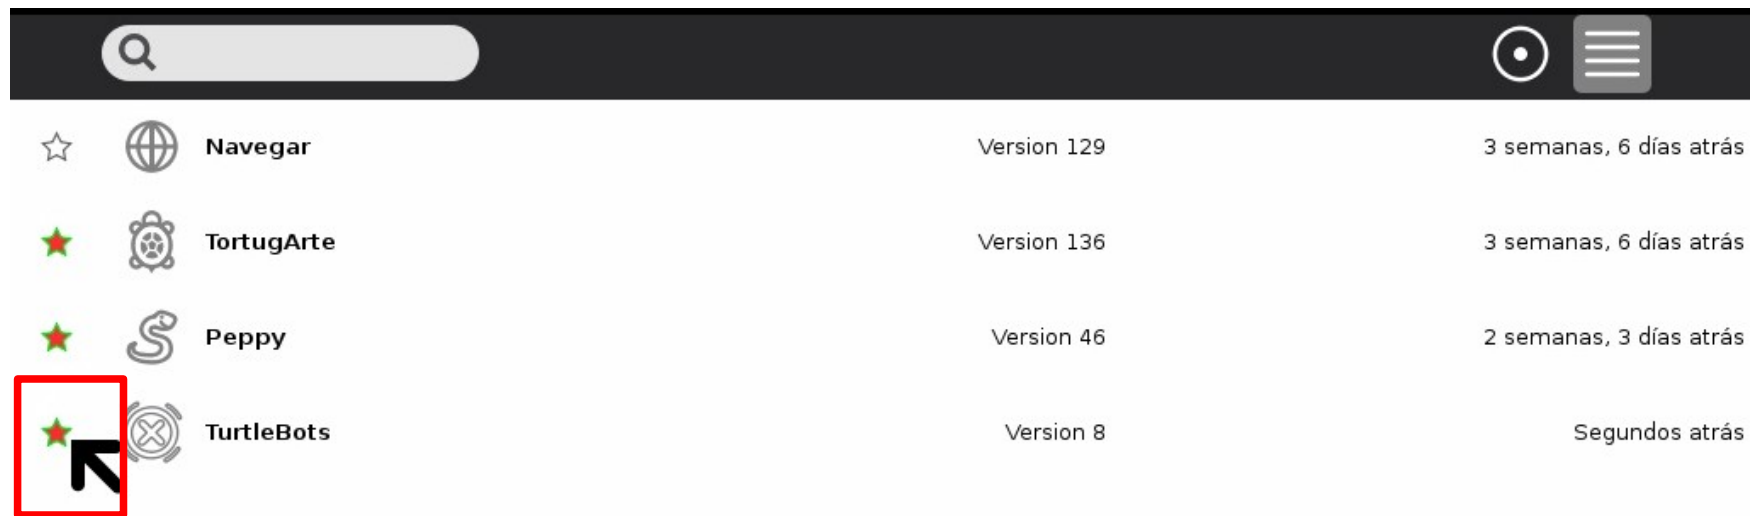 Navegar Version 129 3 semanas, 6 días atrás
TortugArte Version 136 3 semanas, 6 días atrás
Peppy Version 46 2 semanas, 3 días atrás
TurtleBots Version 8 Segundos atrás